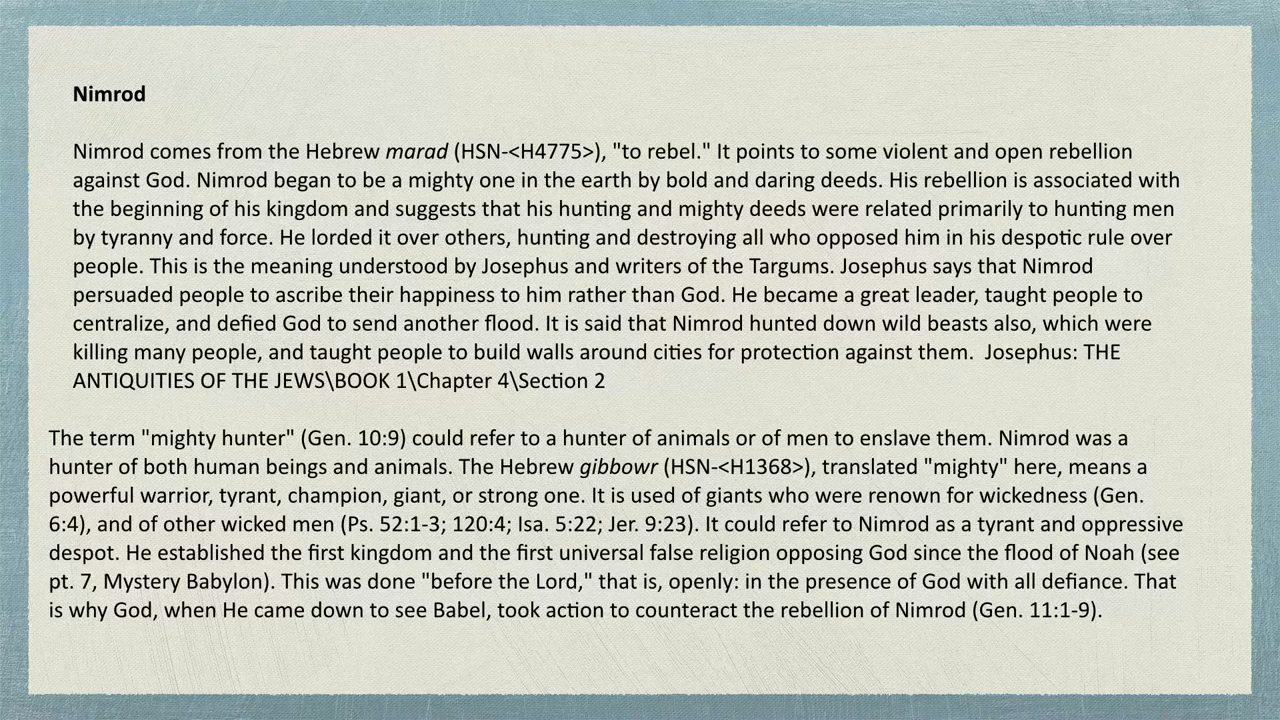 Nimrod
Nimrod comes from the Hebrew marad (HSN-<H4775>), "to rebel." It points to some violent and open rebellion
against God. Nimrod began to be a mighty one in the earth by bold and daring deeds. His rebellion is associated with
the beginning of his kingdom and suggests that his hunting and mighty deeds were related primarily to hunting men
by tyranny and force. He lorded it over others, hunting and destroying all who opposed him in his despotic rule over
people. This is the meaning understood by Josephus and writers of the Targums. Josephus says that Nimrod
persuaded people to ascribe their happiness to him rather than God. He became a great leader, taught people to
centralize, and defied God to send another flood. It is said that Nimrod hunted down wild beasts also, which were
killing many people, and taught people to build walls around cities for protection against them.  Josephus: THE
ANTIQUITIES OF THE JEWS\BOOK 1\Chapter 4\Section 2
The term "mighty hunter" (Gen. 10:9) could refer to a hunter of animals or of men to enslave them. Nimrod was a
hunter of both human beings and animals. The Hebrew gibbowr (HSN-<H1368>), translated "mighty" here, means a
powerful warrior, tyrant, champion, giant, or strong one. It is used of giants who were renown for wickedness (Gen.
6:4), and of other wicked men (Ps. 52:1-3; 120:4; Isa. 5:22; Jer. 9:23). It could refer to Nimrod as a tyrant and oppressive
despot. He established the first kingdom and the first universal false religion opposing God since the flood of Noah (see
pt. 7, Mystery Babylon). This was done "before the Lord," that is, openly: in the presence of God with all defiance. That
is why God, when He came down to see Babel, took action to counteract the rebellion of Nimrod (Gen. 11:1-9).